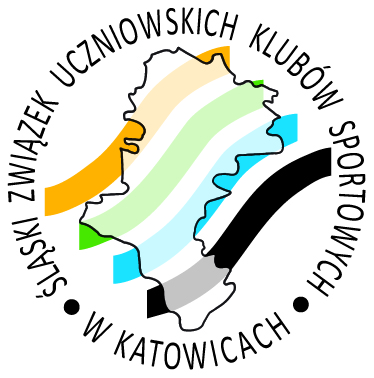 ŚLĄSKI ZWIĄZEK UCZNIOWSKICH KLUBÓW SPORTOWYCH
• W KATOWICACH •